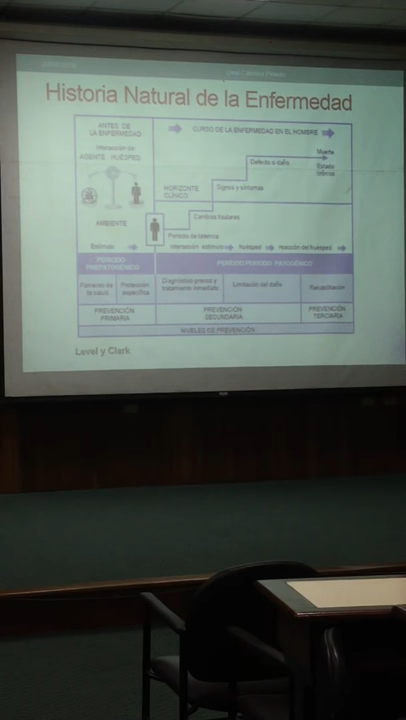 Historia Natural de la Enfermedad
ANTES DE
LA ENFERMEDAD
CURSO DE LA ENFERMEDAD EN EL HOMBRE
Interacción de
AGENTE HUÉSPED
Muerte
Defecto o daño
Estado
crónico
HORIZONTE
CLÍNICO
Signos y síntomas
AMBIENTE
Cambios tisulares
Periodo de latencia
Estímulo
Interacción estímulo
huésped
reacción del huésped
PERIODO
PREPATOGÉNICO
PERIODO PERIODO PATOGÉNICO
Fomento de
la salud
Protección
específica
Diagnóstico precoz y
tratamiento inmediato
Limitación del daño
Rehabilitación
PREVENCIÓN
PRIMARIA
PREVENCIÓN
SECUNDARIA
PREVENCIÓN
TERCIARIA
NIVELES DE PREVENCIÓN
Level y Clark